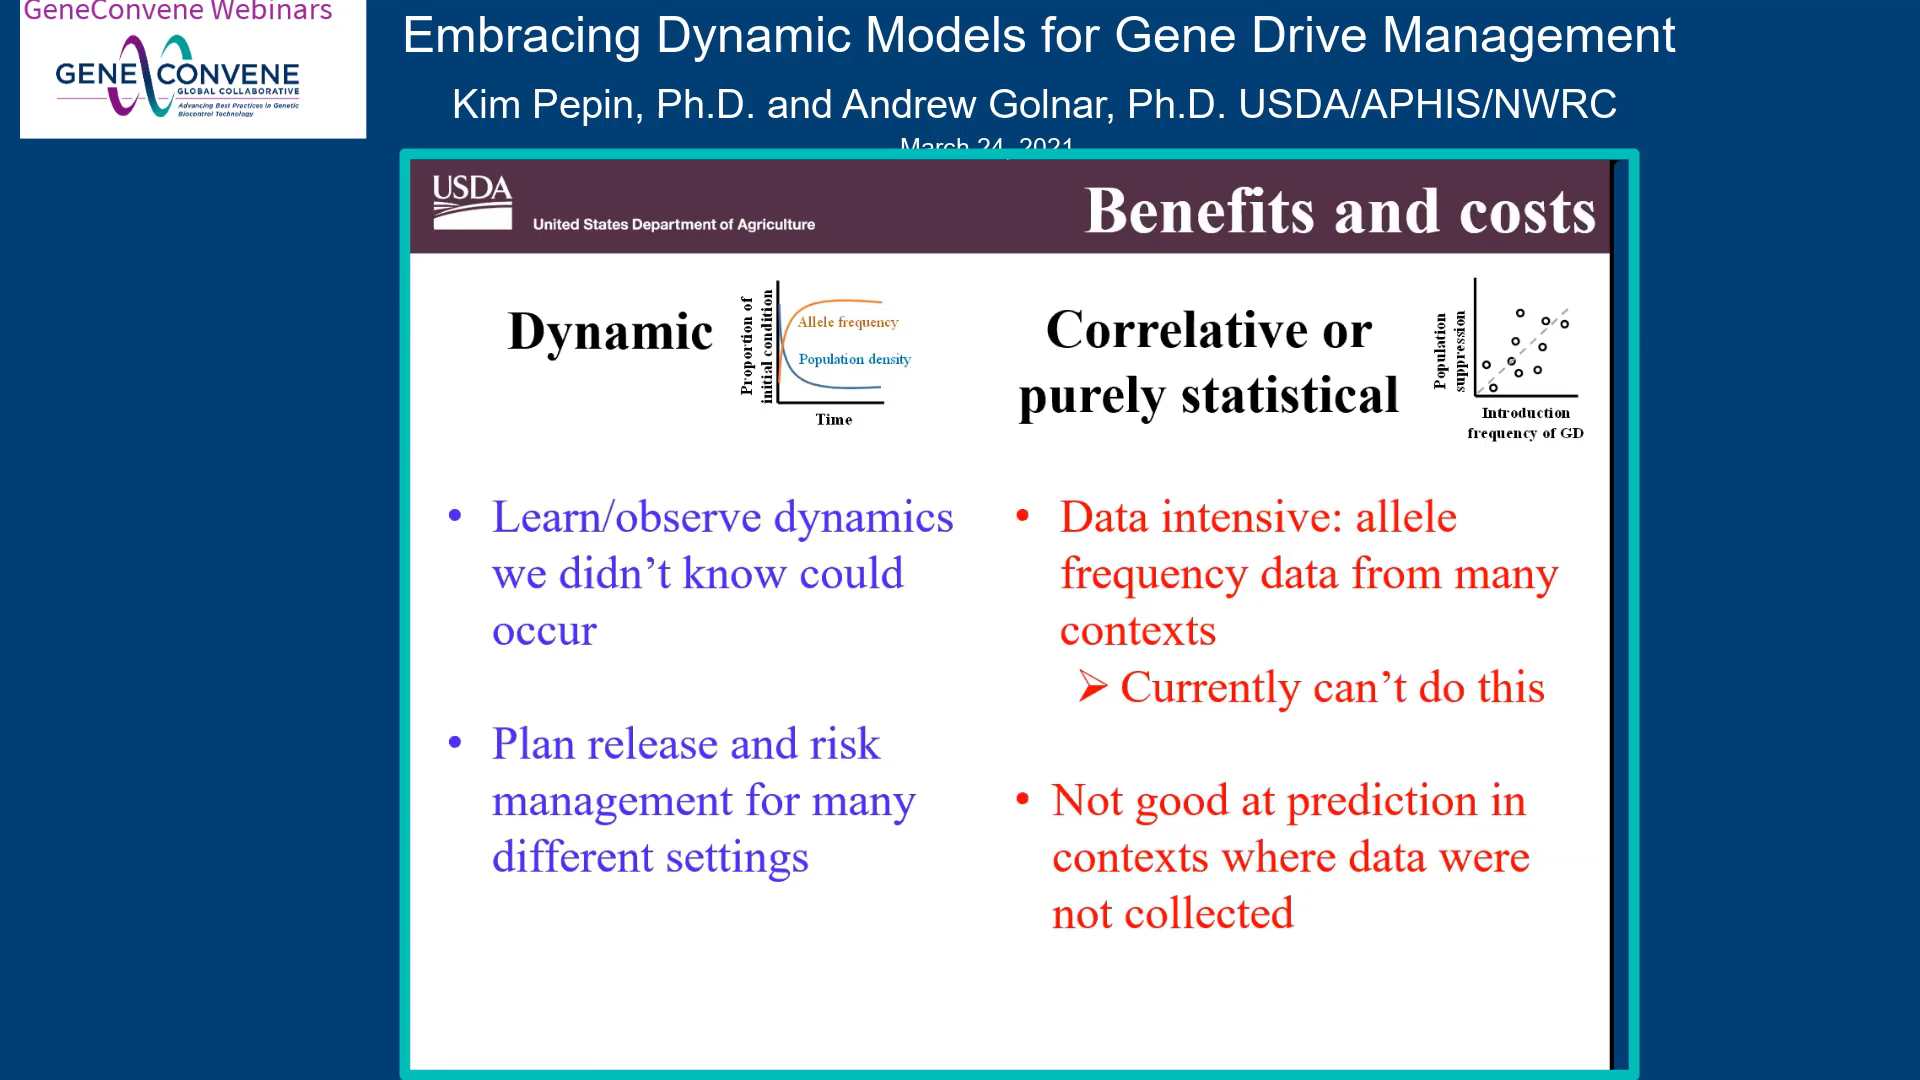 GeneConvene Webinars
GENE CONVENE
GLOBAL COLLABORATIVE
Advancing Best Practices in Genetic
Biocontrol Technology
Embracing Dynamic Models for Gene Drive Management
Kim Pepin, Ph.D. and Andrew Golnar, Ph.D. USDA/APHIS/NWRC
March 24, 2021
USDA
United States Department of Agriculture
Benefits and costs
Dynamic
Proportion of
initial condition
Allele frequency
Population density
Time
Correlative or
purely statistical
Population
suppression
Introduction
frequency of GD
• Learn/observe dynamics
we didn’t know could
occur
• Plan release and risk
management for many
different settings
• Data intensive: allele
frequency data from many
contexts
➢ Currently can’t do this
• Not good at prediction in
contexts where data were
not collected